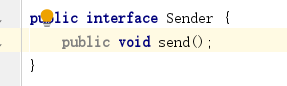 public interface Sender {
    public void send();
}